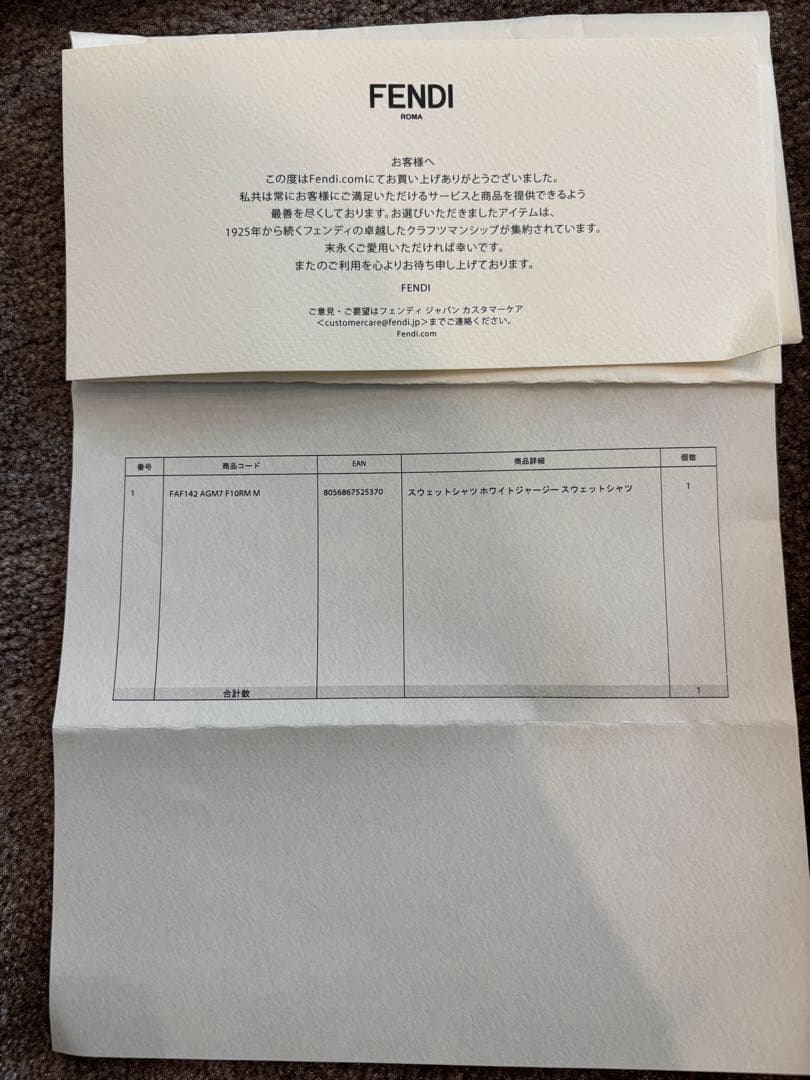 FENDI
ROMA
お客様へ
この度はFendi.comにてお買い上げありがとうございました。
私共は常にお客様にご満足いただけるサービスと商品を提供できるよう
最善を尽くしております。お選びいただきましたアイテムは、
1925年から続くフェンディの卓越したクラフツマンシップが集約されています。
末永くご愛用いただければ幸いです。
またのご利用を心よりお待ち申し上げております。
FENDI
ご意見・ご要望はフェンディ ジャパン カスタマーケア
<customercare@fendi.jp>までご連絡ください。
Fendi.com
番号 商品コード EAN 商品詳細 個数
1 FAF142 AGM7 F10RM M 8056867525370 スウェットシャツ ホワイトジャージー スウェットシャツ 1
合計数 1